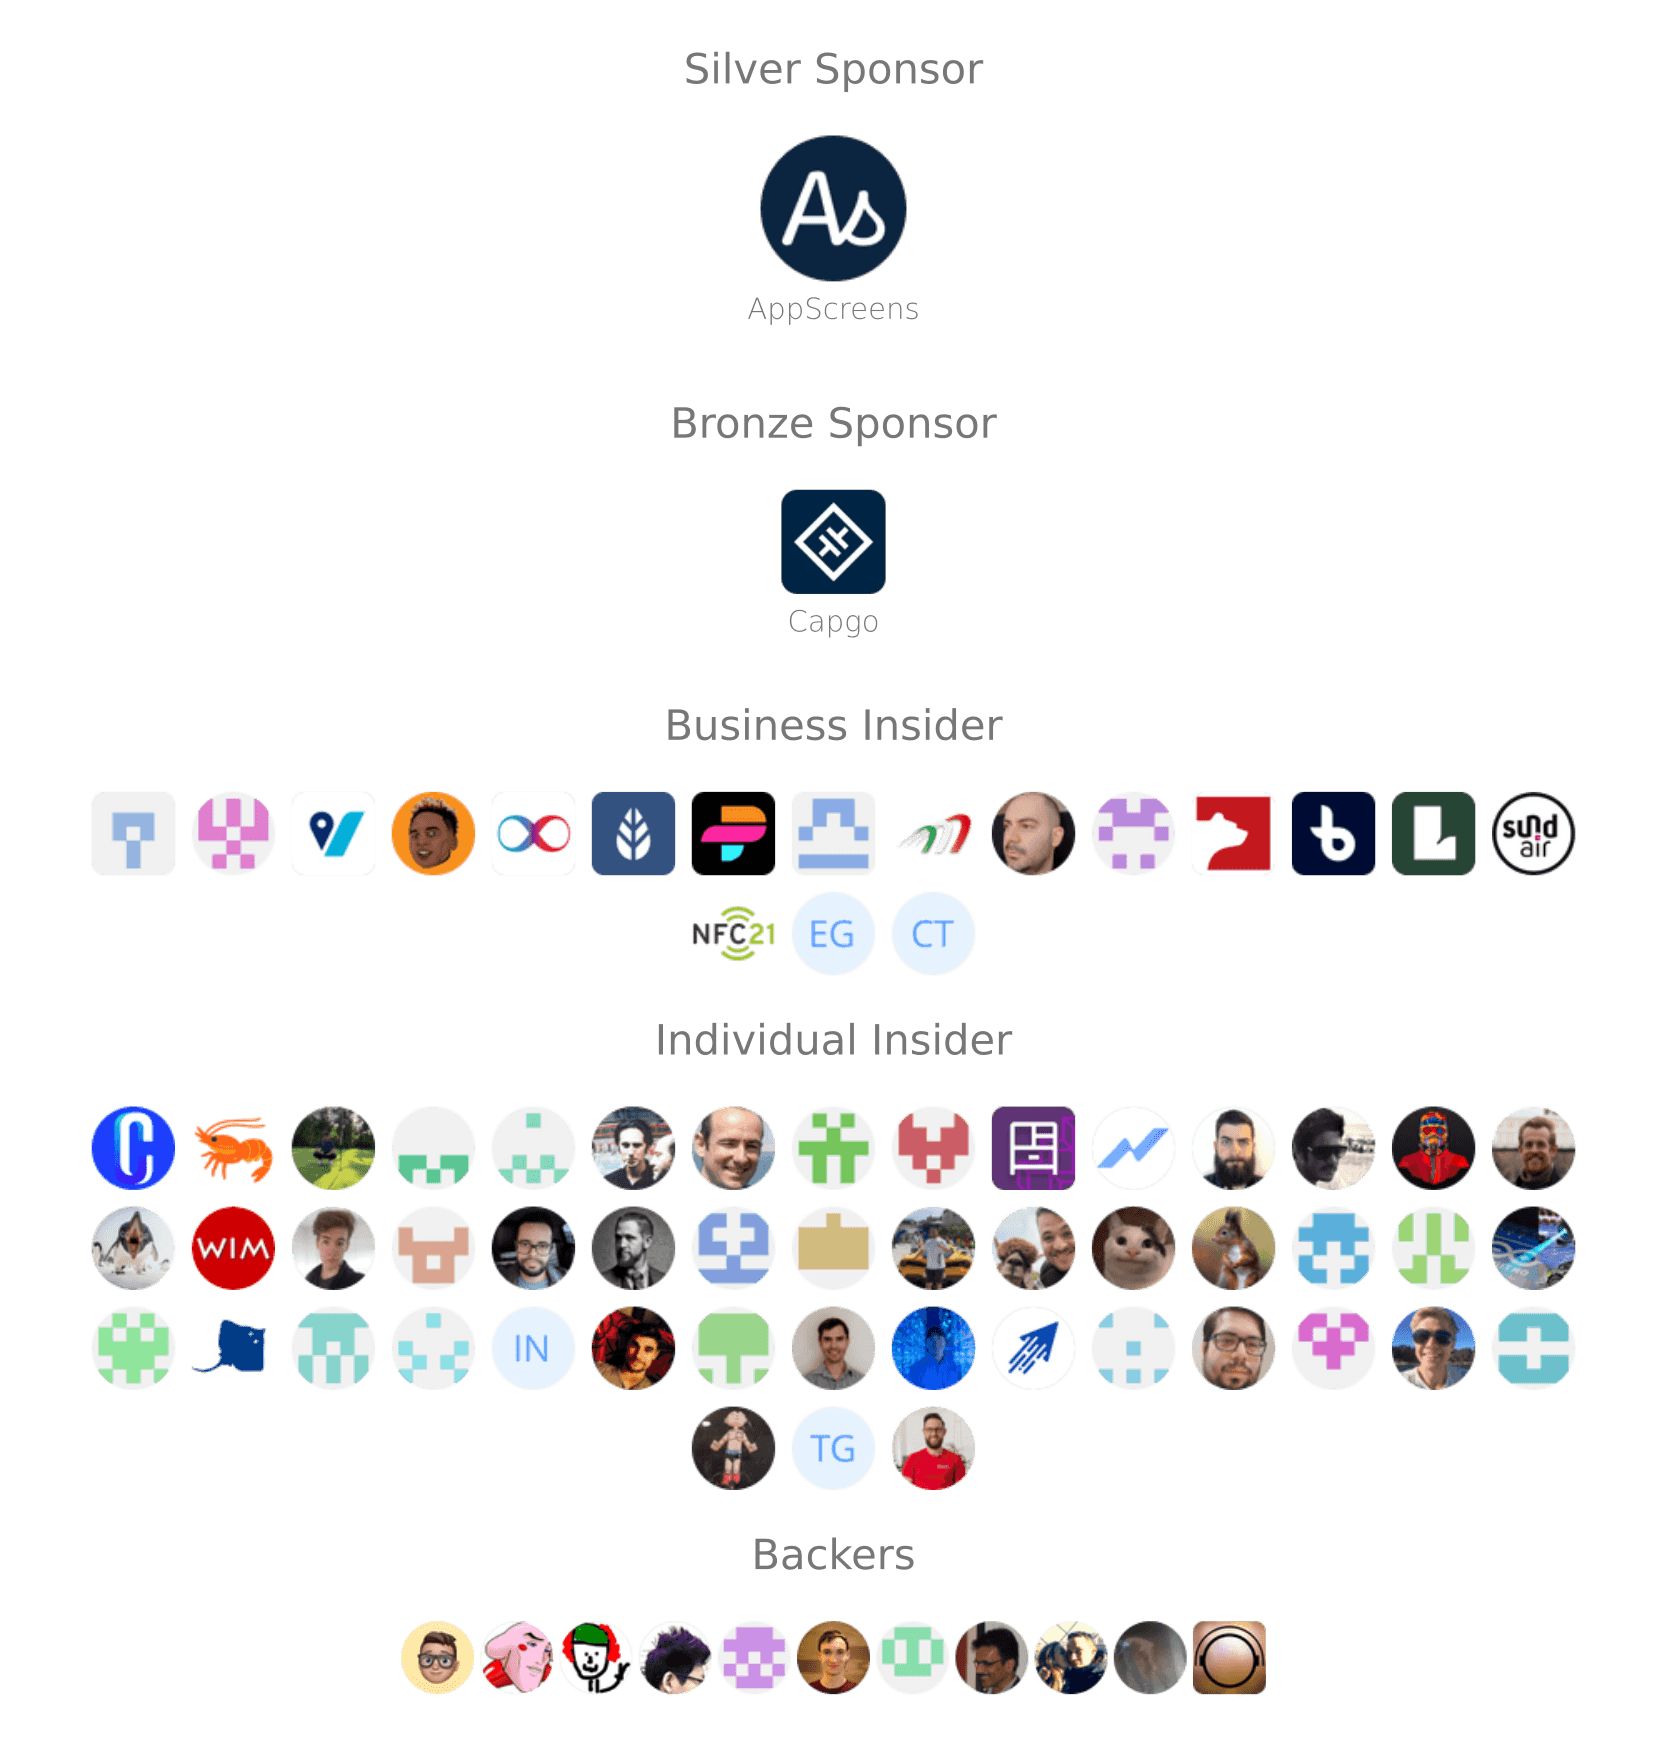 Silver Sponsor
As
AppScreens
Bronze Sponsor
Capgo
Business Insider
sund
air
NFC21
EG
CT
Individual Insider
WIM
IN
TG
Backers